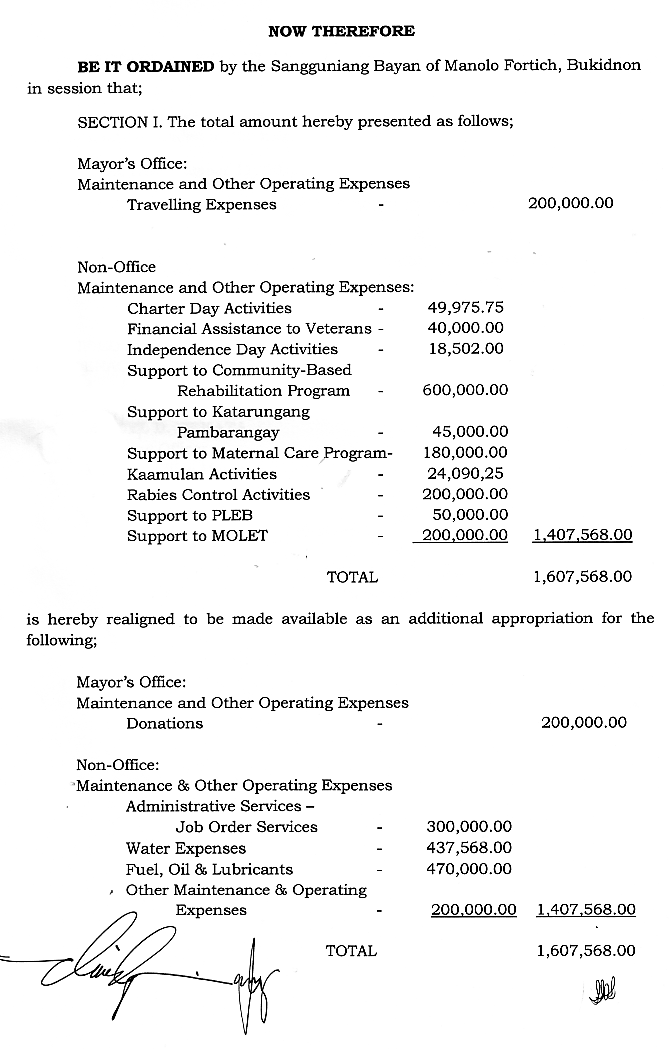 NOW THEREFORE
BE IT ORDAINED by the Sangguniang Bayan of Manolo Fortich, Bukidnon
in session that;
SECTION I. The total amount hereby presented as follows;
Mayor's Office:
Maintenance and Other Operating Expenses
Travelling Expenses - 200,000.00
Non-Office
Maintenance and Other Operating Expenses:
Charter Day Activities - 49,975.75
Financial Assistance to Veterans - 40,000.00
Independence Day Activities - 18,502.00
Support to Community-Based
Rehabilitation Program - 600,000.00
Support to Katarungang
Pambarangay - 45,000.00
Support to Maternal Care Program- 180,000.00
Kaamulan Activities - 24,090,25
Rabies Control Activities - 200,000.00
Support to PLEB - 50,000.00
Support to MOLET - 200,000.00 1,407,568.00
TOTAL 1,607,568.00
is hereby realigned to be made available as an additional appropriation for the
following;
Mayor's Office:
Maintenance and Other Operating Expenses
Donations - 200,000.00
Non-Office:
Maintenance & Other Operating Expenses
Administrative Services –
Job Order Services - 300,000.00
Water Expenses - 437,568.00
Fuel, Oil & Lubricants - 470,000.00
Other Maintenance & Operating
Expenses - 200,000.00 1,407,568.00
TOTAL 1,607,568.00